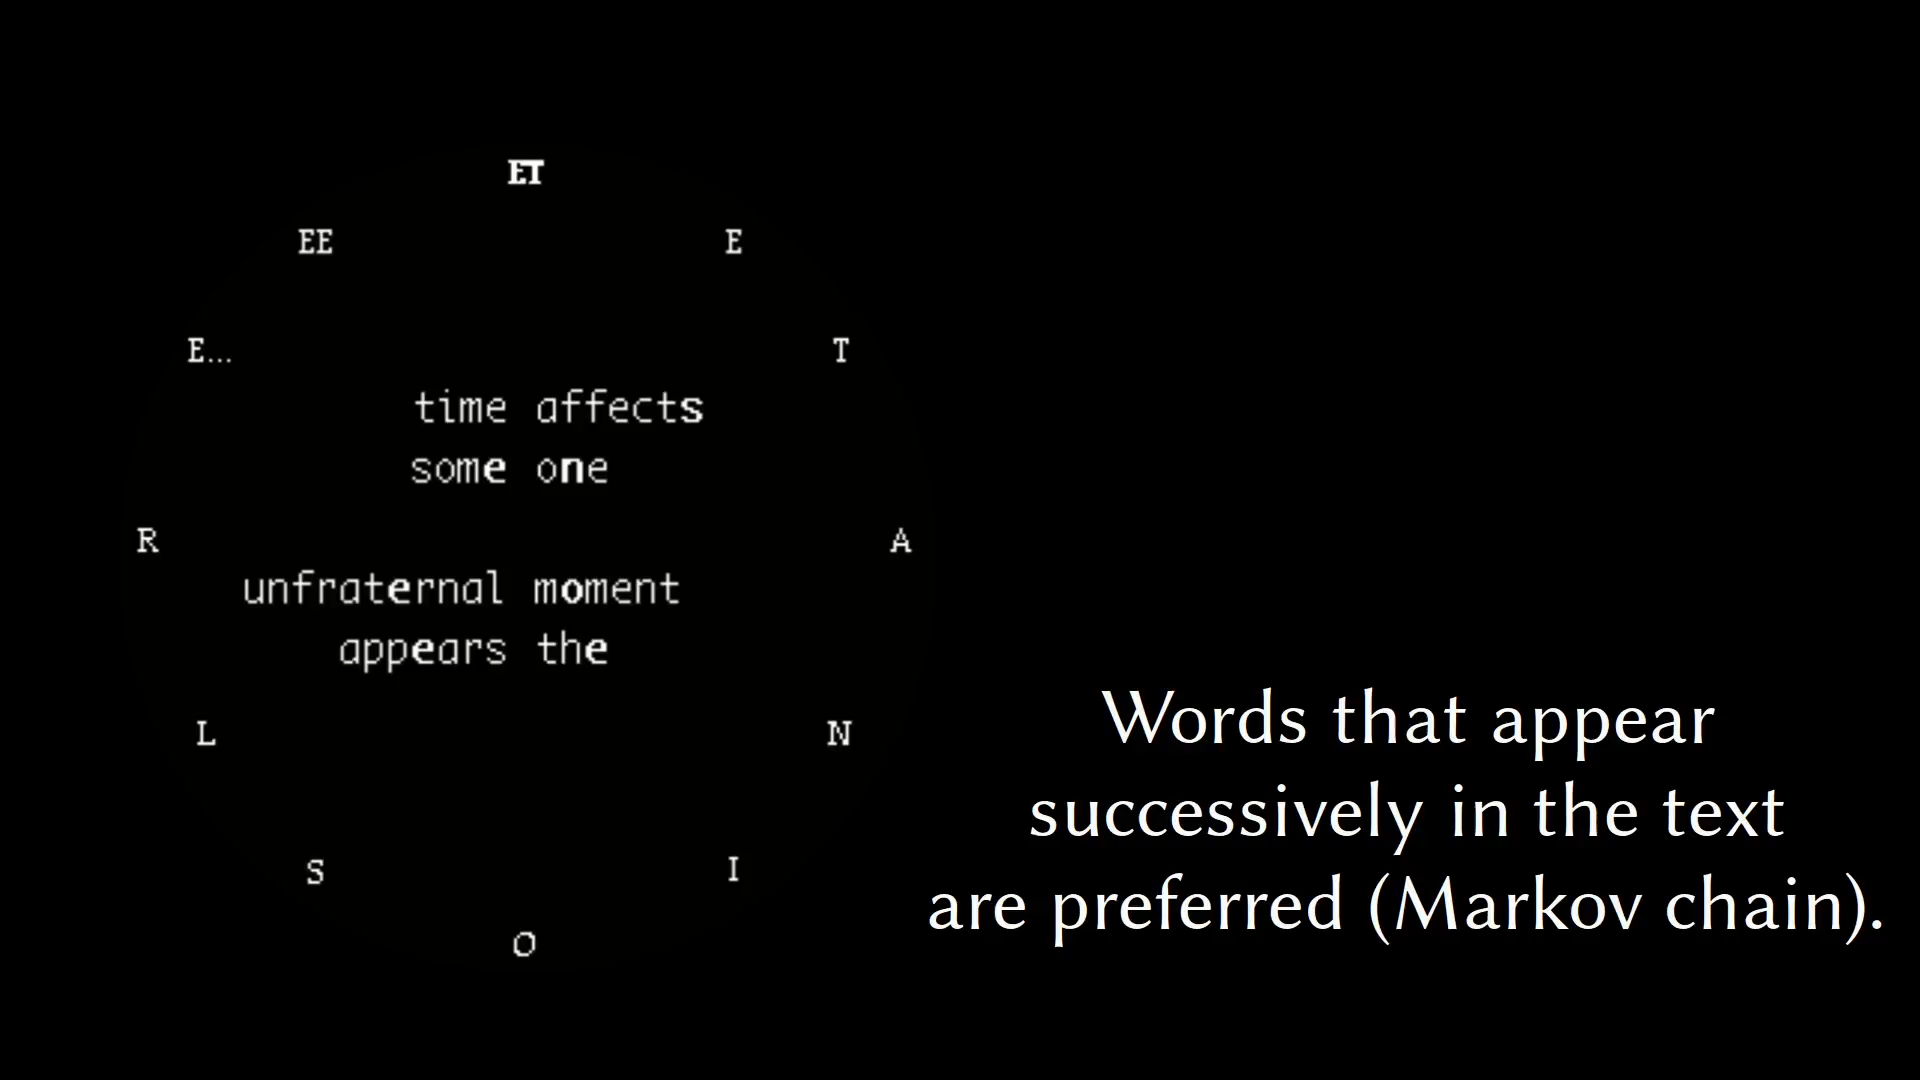 ET
EE E
E... T
time affects
some one
R A
unfraternal moment
appears the
L N
S I
O
Words that appear
successively in the text
are preferred (Markov chain).